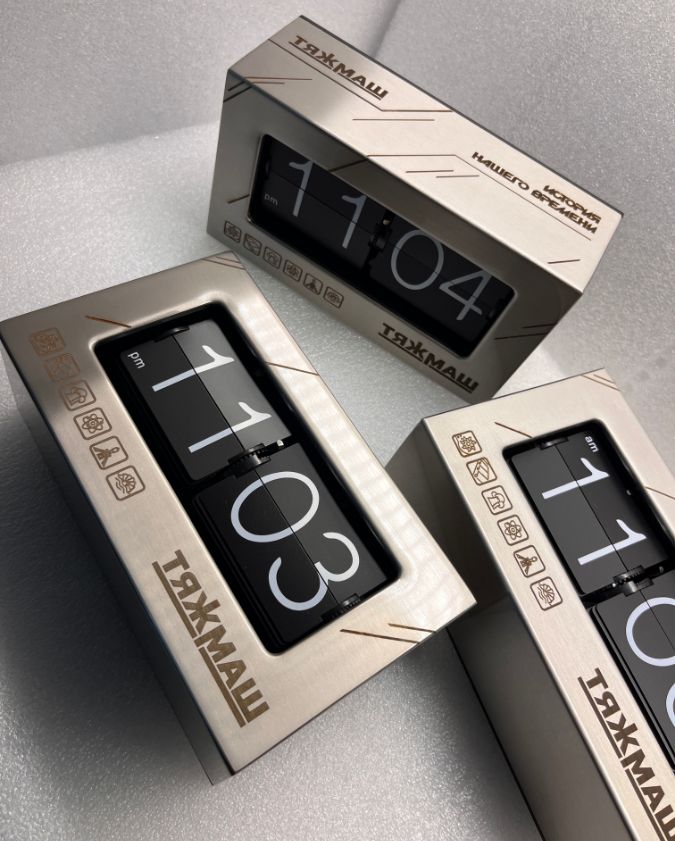 ТЯЖМАШ
ИСТОРИЯ
НАШЕГО ВРЕМЕНИ
pm 11 04
ТЯЖМАШ
pm 11 03
ТЯЖМАШ
am 11
ТЯЖМАШ